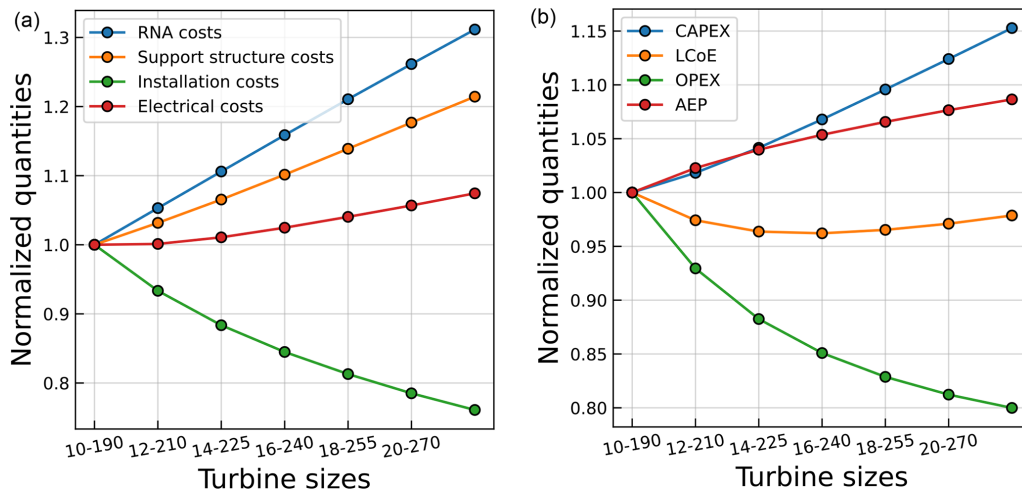 (a)
RNA costs
Support structure costs
Installation costs
Electrical costs
Normalized quantities
1.3
1.2
1.1
1.0
0.9
0.8
10-190 12-210 14-225 16-240 18-255 20-270
Turbine sizes
(b)
CAPEX
LCoE
OPEX
AEP
Normalized quantities
1.15
1.10
1.05
1.00
0.95
0.90
0.85
0.80
10-190 12-210 14-225 16-240 18-255 20-270
Turbine sizes